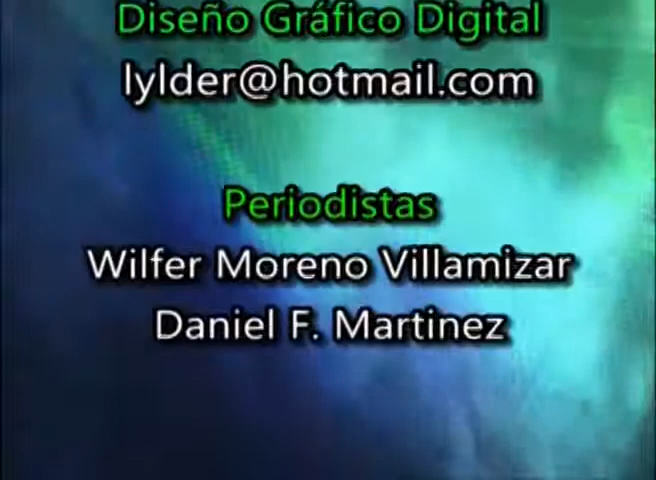 Diseño Gráfico Digital
lylder@hotmail.com
Periodistas
Wilfer Moreno Villamizar
Daniel F. Martinez